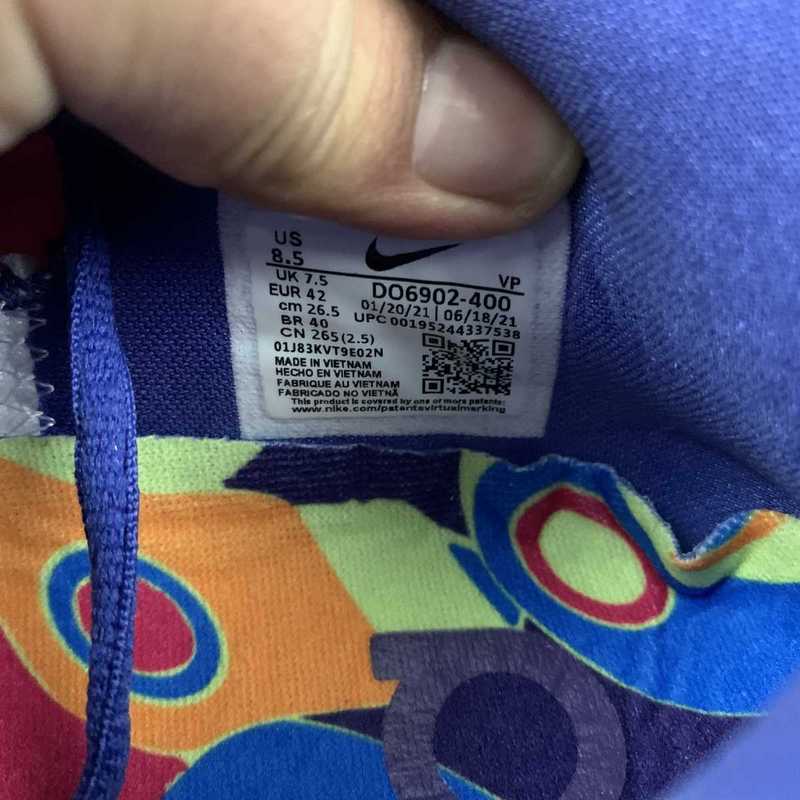 US
8.5
VP
UK 7.5
DO6902-400
EUR 42
01/20/21 | 06/18/21
cm 26.5
UPC 00195244337538
BR 40
CN 265(2.5)
01J83KVT9E02N
MADE IN VIETNAM
HECHO EN VIETNAM
FABRIQUE AU VIETNAM
FABRICADO NO VIETNÃ
This product is covered by one or more patents:
www.nike.com/patentsvirtualmarking